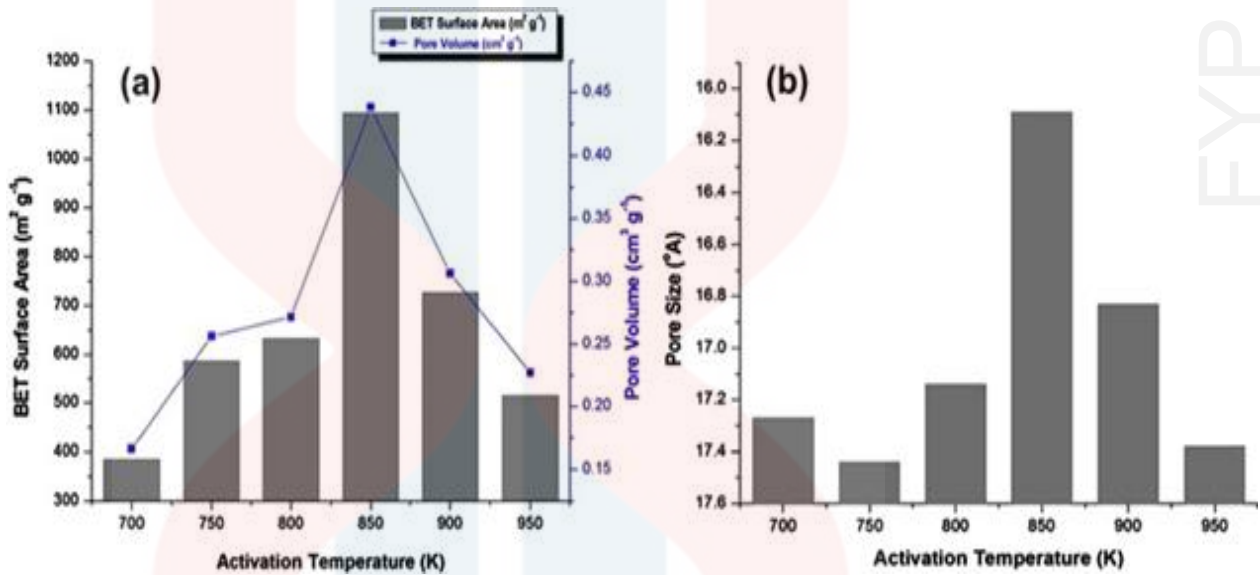 BET Surface Area (m² g⁻¹)
Pore Volume (cm³ g⁻¹)
(a)
1200
1100
1000
900
800
700
600
500
400
300
BET Surface Area (m² g⁻¹)
0.45
0.40
0.35
0.30
0.25
0.20
0.15
Pore Volume (cm³ g⁻¹)
700 750 800 850 900 950
Activation Temperature (K)
(b)
16.0
16.2
16.4
16.6
16.8
17.0
17.2
17.4
17.6
Pore Size (°A)
700 750 800 850 900 950
Activation Temperature (K)
FYP